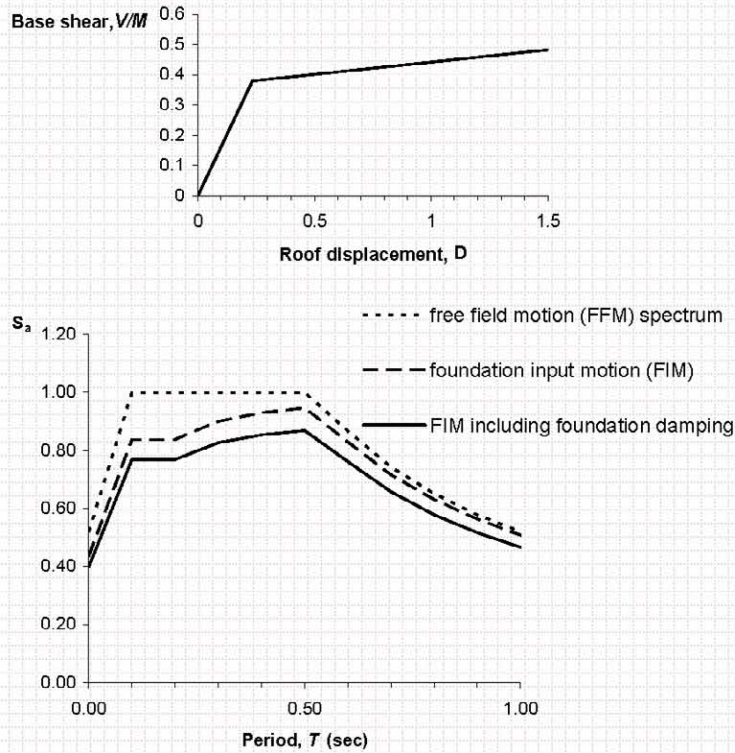 Base shear, V/M
0.6
0.5
0.4
0.3
0.2
0.1
0
0 0.5 1 1.5
Roof displacement, D
Sa
1.20
1.00
0.80
0.60
0.40
0.20
0.00
free field motion (FFM) spectrum
foundation input motion (FIM)
FIM including foundation damping
0.00 0.50 1.00
Period, T (sec)